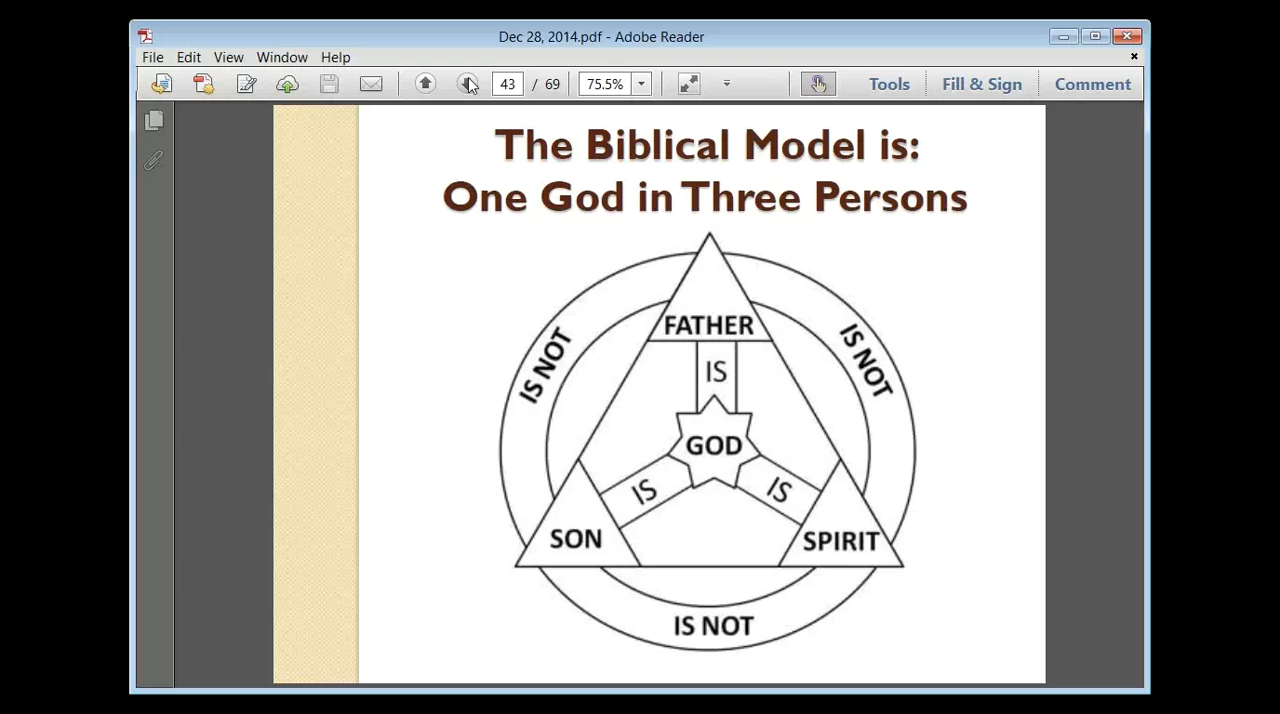 Dec 28, 2014.pdf - Adobe Reader
File Edit View Window Help
43 / 69 75.5% Tools Fill & Sign Comment
The Biblical Model is:
One God in Three Persons
FATHER
IS NOT
IS
IS NOT
GOD
IS
IS
SON
SPIRIT
IS NOT